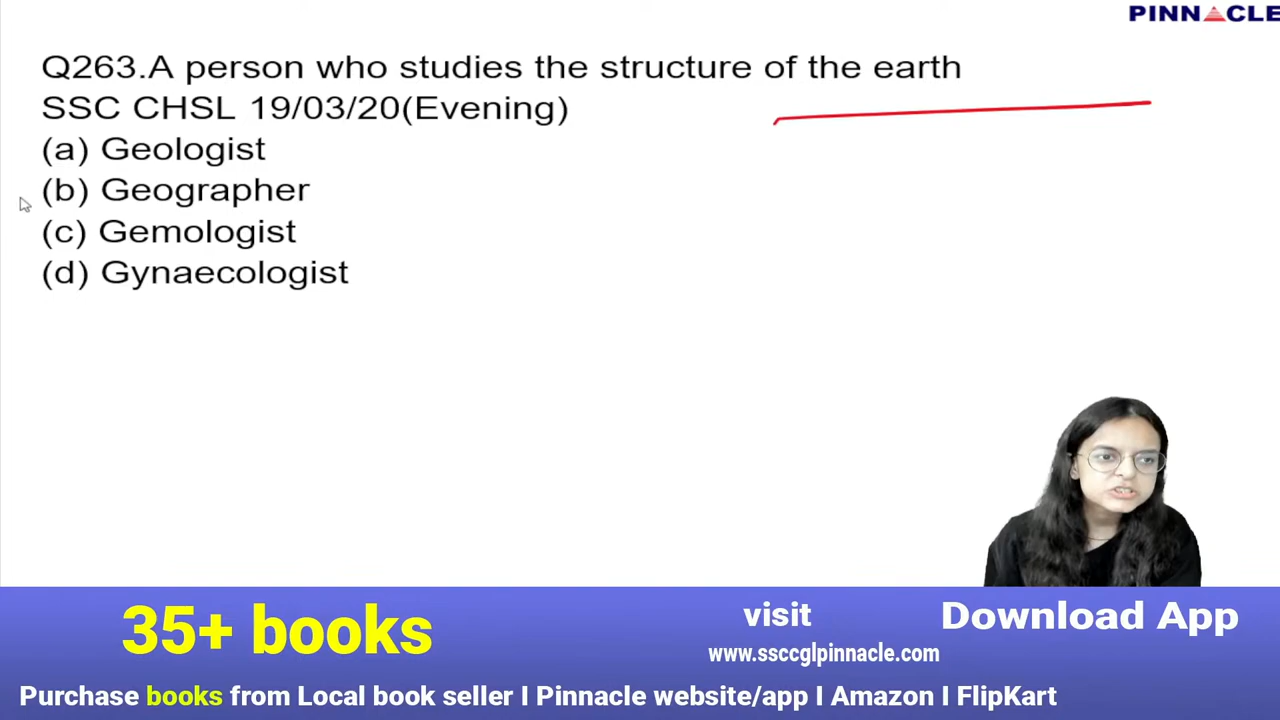 PINNACLE
Q263.A person who studies the structure of the earth
SSC CHSL 19/03/20(Evening)
(a) Geologist
(b) Geographer
(c) Gemologist
(d) Gynaecologist
35+ books
visit
www.ssccglpinnacle.com
Download App
Purchase books from Local book seller I Pinnacle website/app I Amazon I FlipKart